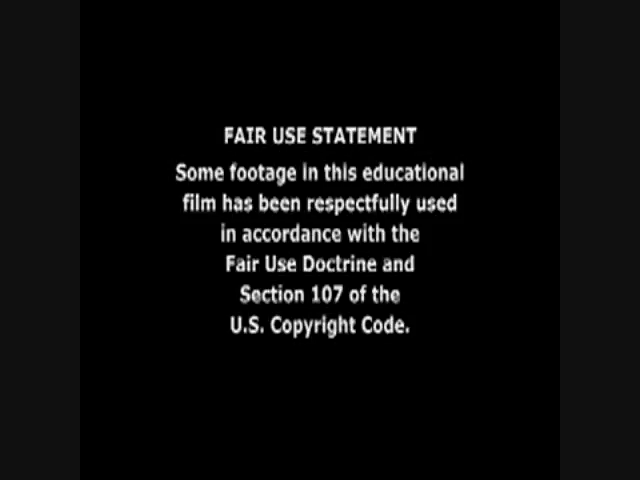 FAIR USE STATEMENT
Some footage in this educational
film has been respectfully used
in accordance with the
Fair Use Doctrine and
Section 107 of the
U.S. Copyright Code.